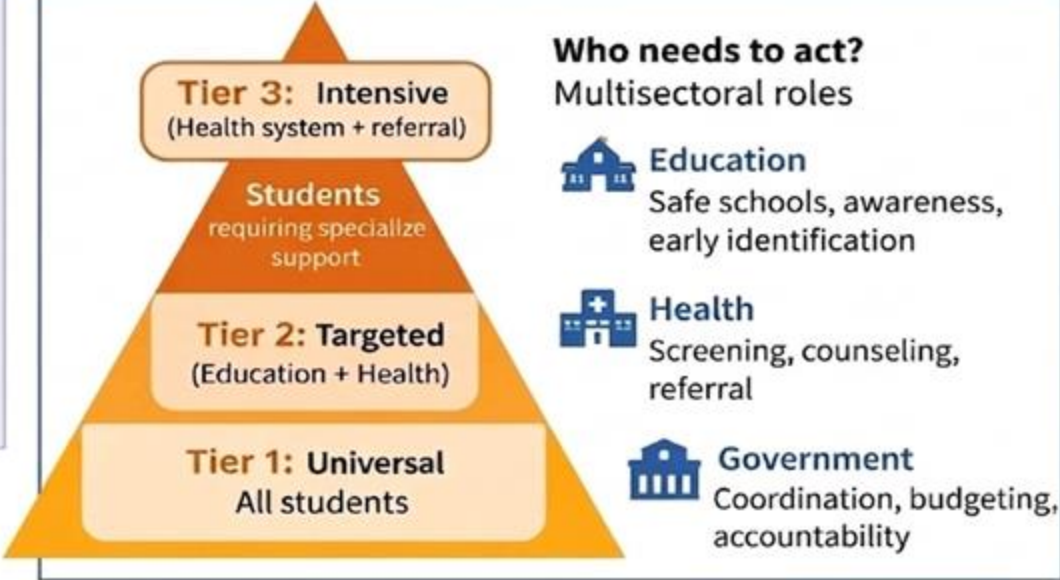 Tier 3: Intensive
(Health system + referral)
Students
requiring specialize
support
Tier 2: Targeted
(Education + Health)
Tier 1: Universal
All students
Who needs to act?
Multisectoral roles
Education
Safe schools, awareness,
early identification
Health
Screening, counseling,
referral
Government
Coordination, budgeting,
accountability